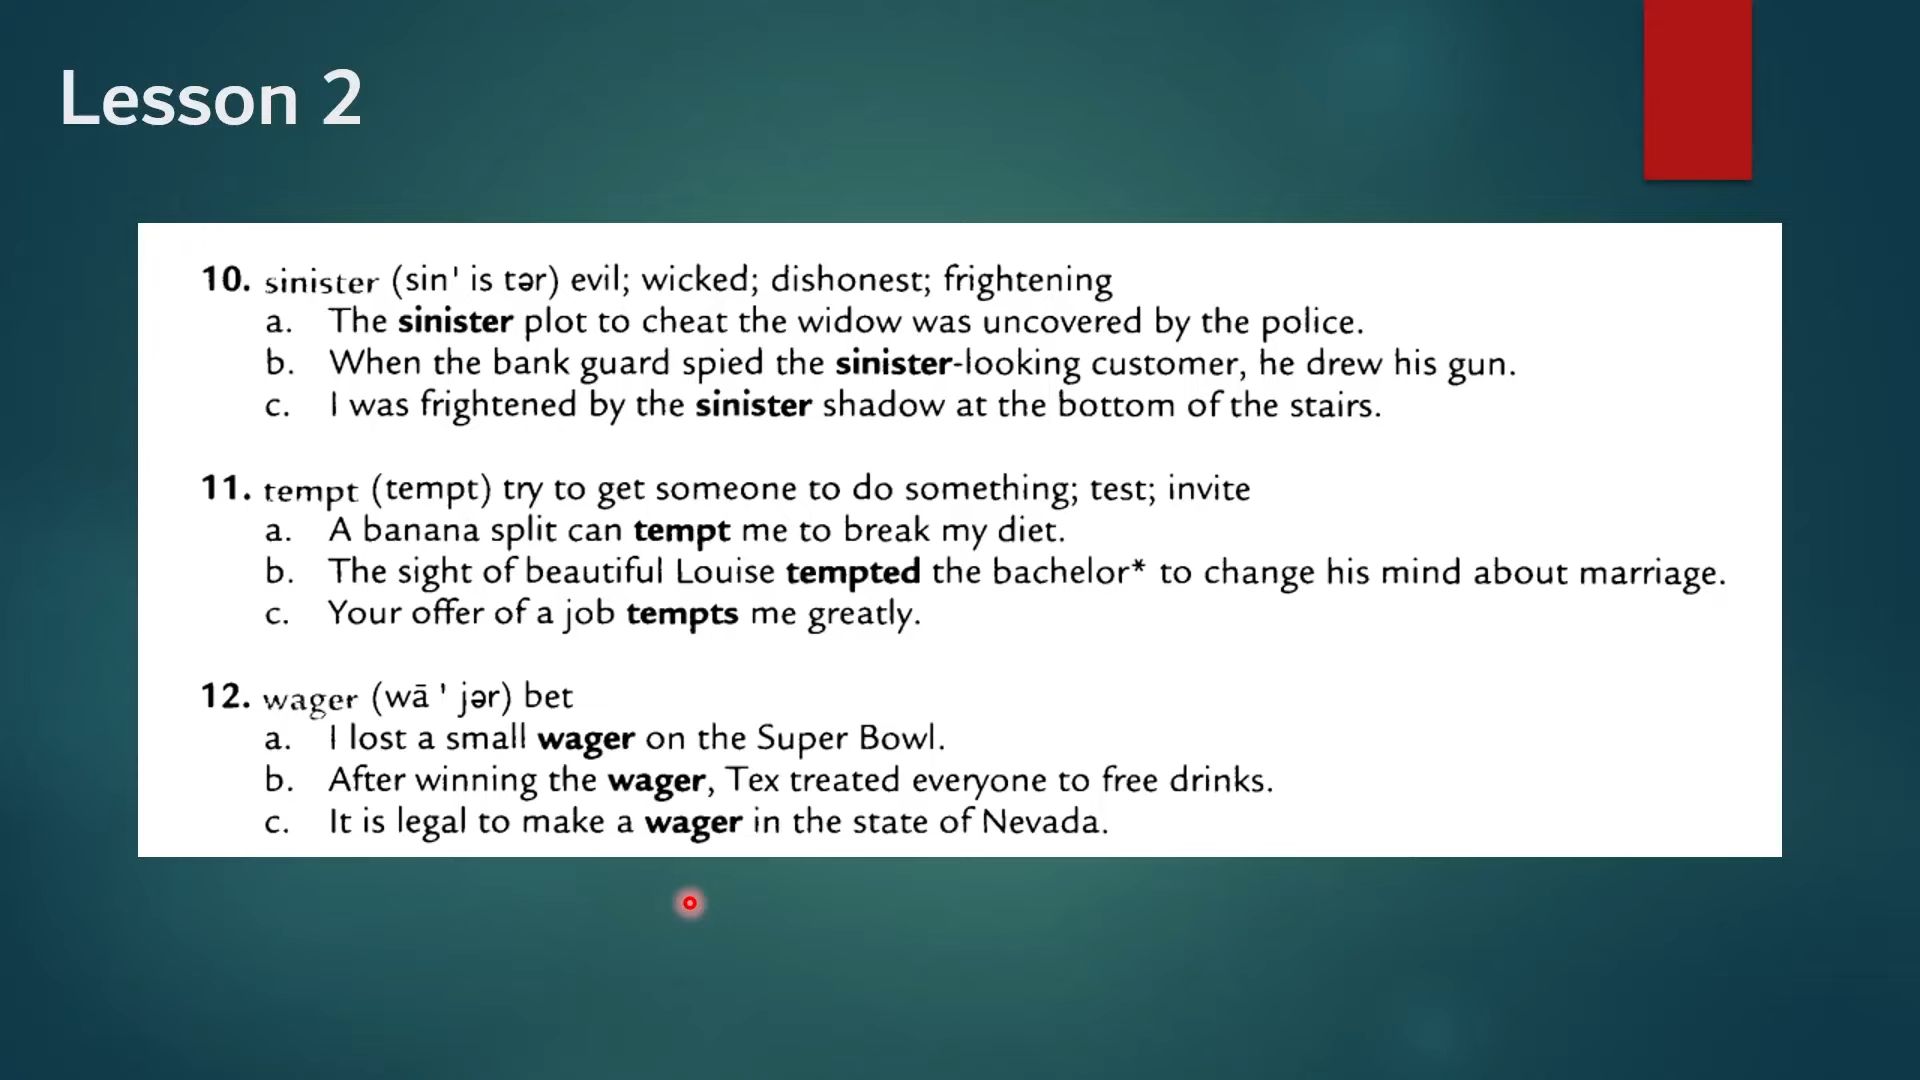 Lesson 2
10. sinister (sin' is tər) evil; wicked; dishonest; frightening
a. The sinister plot to cheat the widow was uncovered by the police.
b. When the bank guard spied the sinister-looking customer, he drew his gun.
c. I was frightened by the sinister shadow at the bottom of the stairs.
11. tempt (tempt) try to get someone to do something; test; invite
a. A banana split can tempt me to break my diet.
b. The sight of beautiful Louise tempted the bachelor* to change his mind about marriage.
c. Your offer of a job tempts me greatly.
12. wager (wā ' jər) bet
a. I lost a small wager on the Super Bowl.
b. After winning the wager, Tex treated everyone to free drinks.
c. It is legal to make a wager in the state of Nevada.